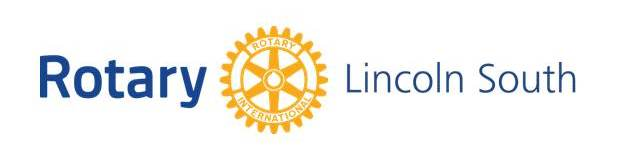 Rotary
ROTARY
INTERNATIONAL
Lincoln South